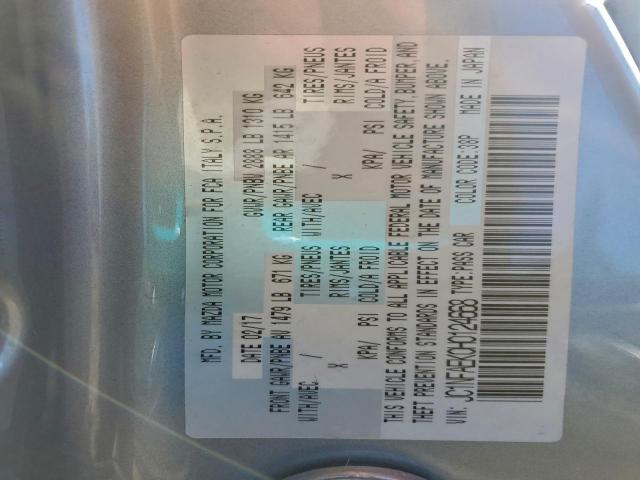 MFD. BY MAZDA MOTOR CORPORATION FOR FCA ITALY S.P.A.
DATE 02/17 GVWR/PNBV 2888 LB 1310 KG
FRONT GAWR/PNBE AV 1479 LB 671 KG REAR GAWR/PNBE AR 1415 LB 642 KG
WITH/AVEC / TIRES/PNEUS WITH/AVEC / TIRES/PNEUS
X RIMS/JANTES X RIMS/JANTES
KPA/ PSI COLD/A FROID KPA/ PSI COLD/A FROID
THIS VEHICLE CONFORMS TO ALL APPLICABLE FEDERAL MOTOR VEHICLE SAFETY, BUMPER, AND
THEFT PREVENTION STANDARDS IN EFFECT ON THE DATE OF MANUFACTURE SHOWN ABOVE.
COLOR CODE:38P MADE IN JAPAN
VIN: JC1NFAEK0H0124688 TYPE:PASS CAR